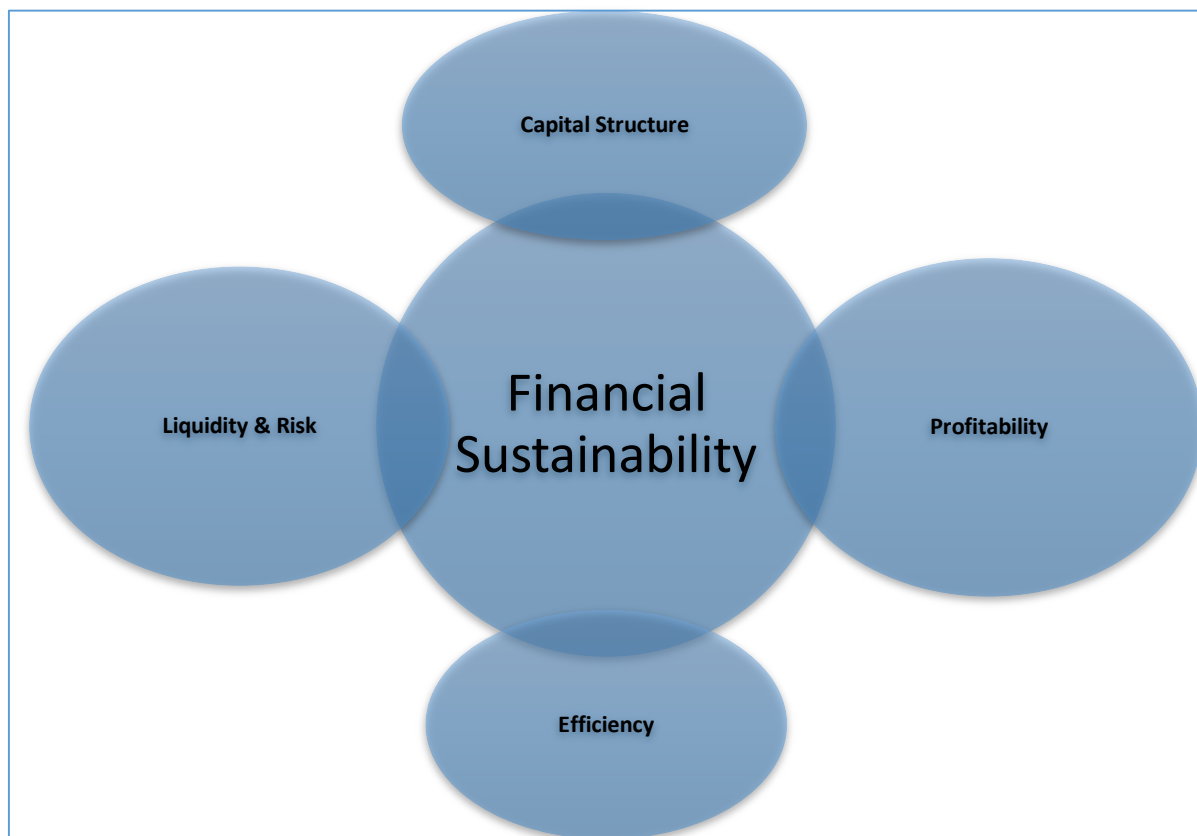 Capital Structure
Liquidity & Risk
Financial
Sustainability
Profitability
Efficiency